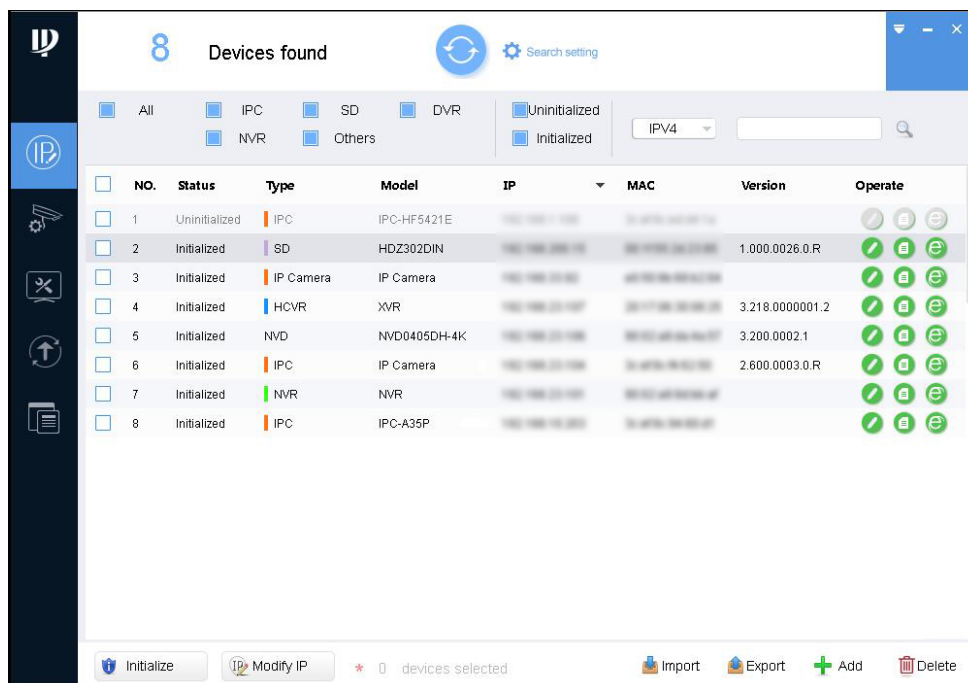 8 Devices found Search setting
All IPC SD DVR Uninitialized
NVR Others Initialized IPV4
NO. Status Type Model IP MAC Version Operate
1 Uninitialized IPC IPC-HF5421E
2 Initialized SD HDZ302DIN 1.000.0026.0.R
3 Initialized IP Camera IP Camera
4 Initialized HCVR XVR 3.218.0000001.2
5 Initialized NVD NVD0405DH-4K 3.200.0002.1
6 Initialized IPC IP Camera 2.600.0003.0.R
7 Initialized NVR NVR
8 Initialized IPC IPC-A35P
Initialize Modify IP * 0 devices selected Import Export Add Delete